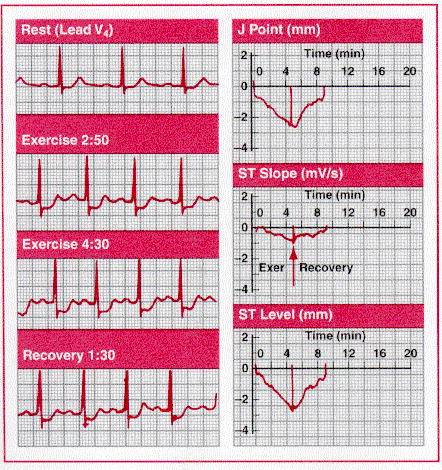 Rest (Lead V4)
Exercise 2:50
Exercise 4:30
Recovery 1:30
J Point (mm)
Time (min)
2
0 4 8 12 16 20
0
-2
-4
ST Slope (mV/s)
Time (min)
2
0 4 8 12 16 20
0
-2
Exer Recovery
-4
ST Level (mm)
Time (min)
2
0 4 8 12 16 20
0
-2
-4